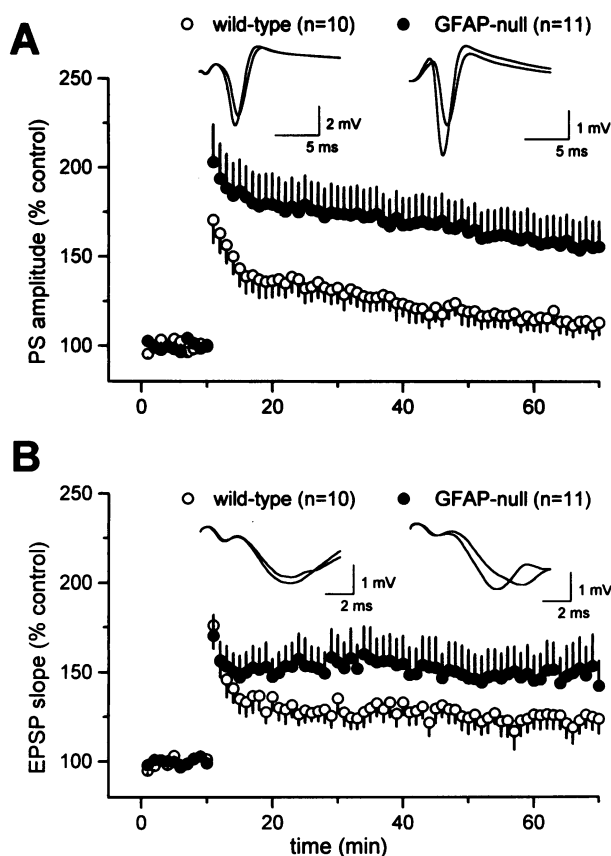 A
wild-type (n=10)
GFAP-null (n=11)
250
200
150
100
PS amplitude (% control)
2 mV
5 ms
1 mV
5 ms
0
20
40
60
B
wild-type (n=10)
GFAP-null (n=11)
250
200
150
100
EPSP slope (% control)
1 mV
2 ms
1 mV
2 ms
0
20
40
60
time (min)